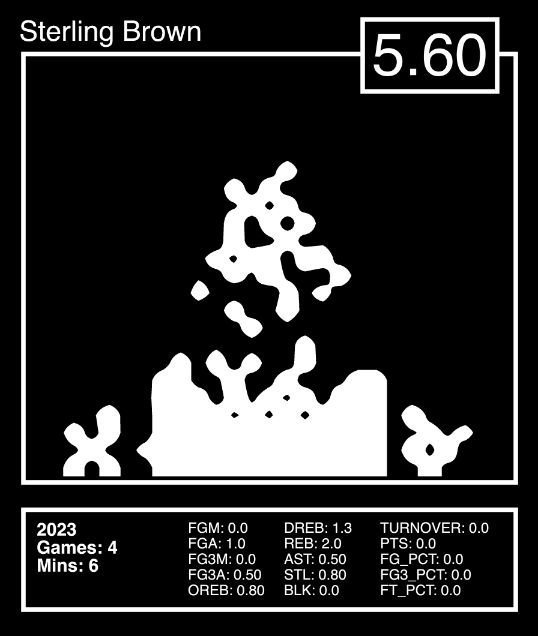 Sterling Brown
5.60
2023
Games: 4
Mins: 6
FGM: 0.0
FGA: 1.0
FG3M: 0.0
FG3A: 0.50
OREB: 0.80
DREB: 1.3
REB: 2.0
AST: 0.50
STL: 0.80
BLK: 0.0
TURNOVER: 0.0
PTS: 0.0
FG_PCT: 0.0
FG3_PCT: 0.0
FT_PCT: 0.0